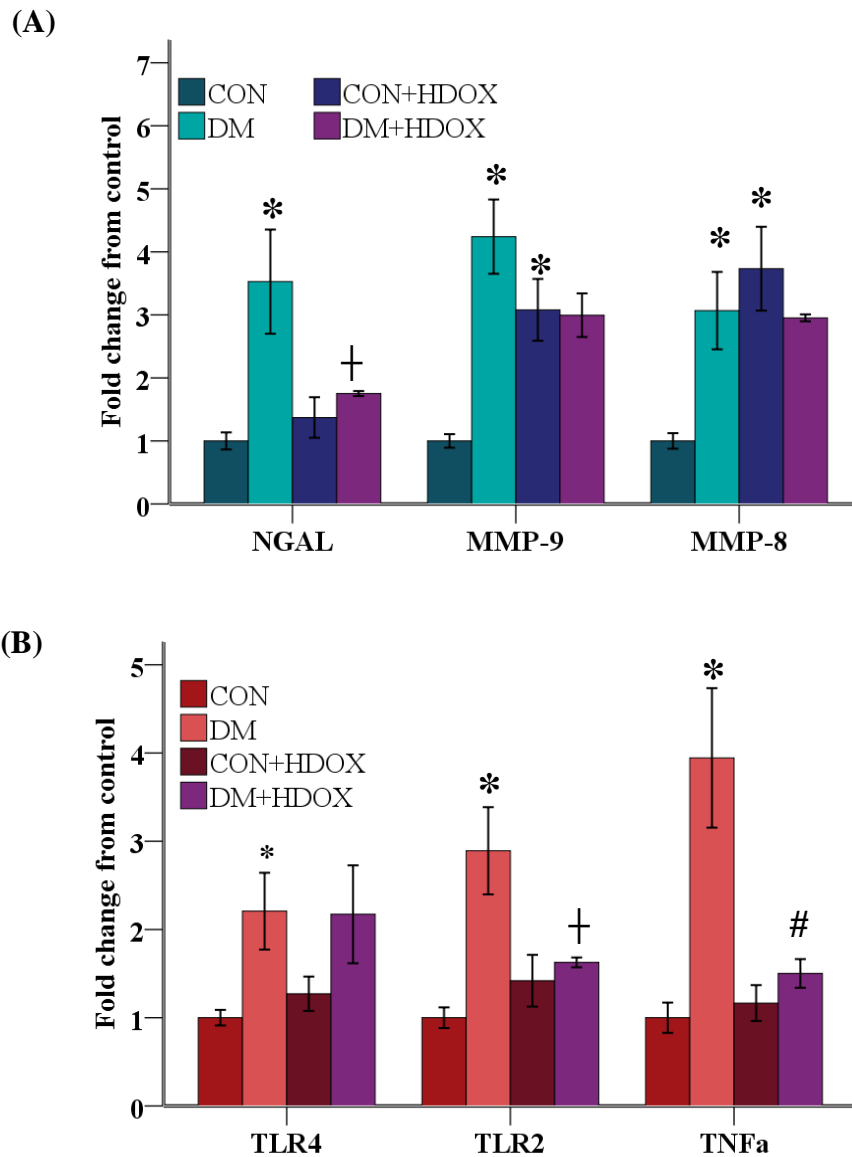 (A)
Fold change from control
7
6
5
4
3
2
1
0
CON CON+HDOX
DM DM+HDOX
*
†
*
*
*
*
NGAL MMP-9 MMP-8
(B)
Fold change from control
5
4
3
2
1
0
CON
DM
CON+HDOX
DM+HDOX
*
*
†
*
#
TLR4 TLR2 TNFa